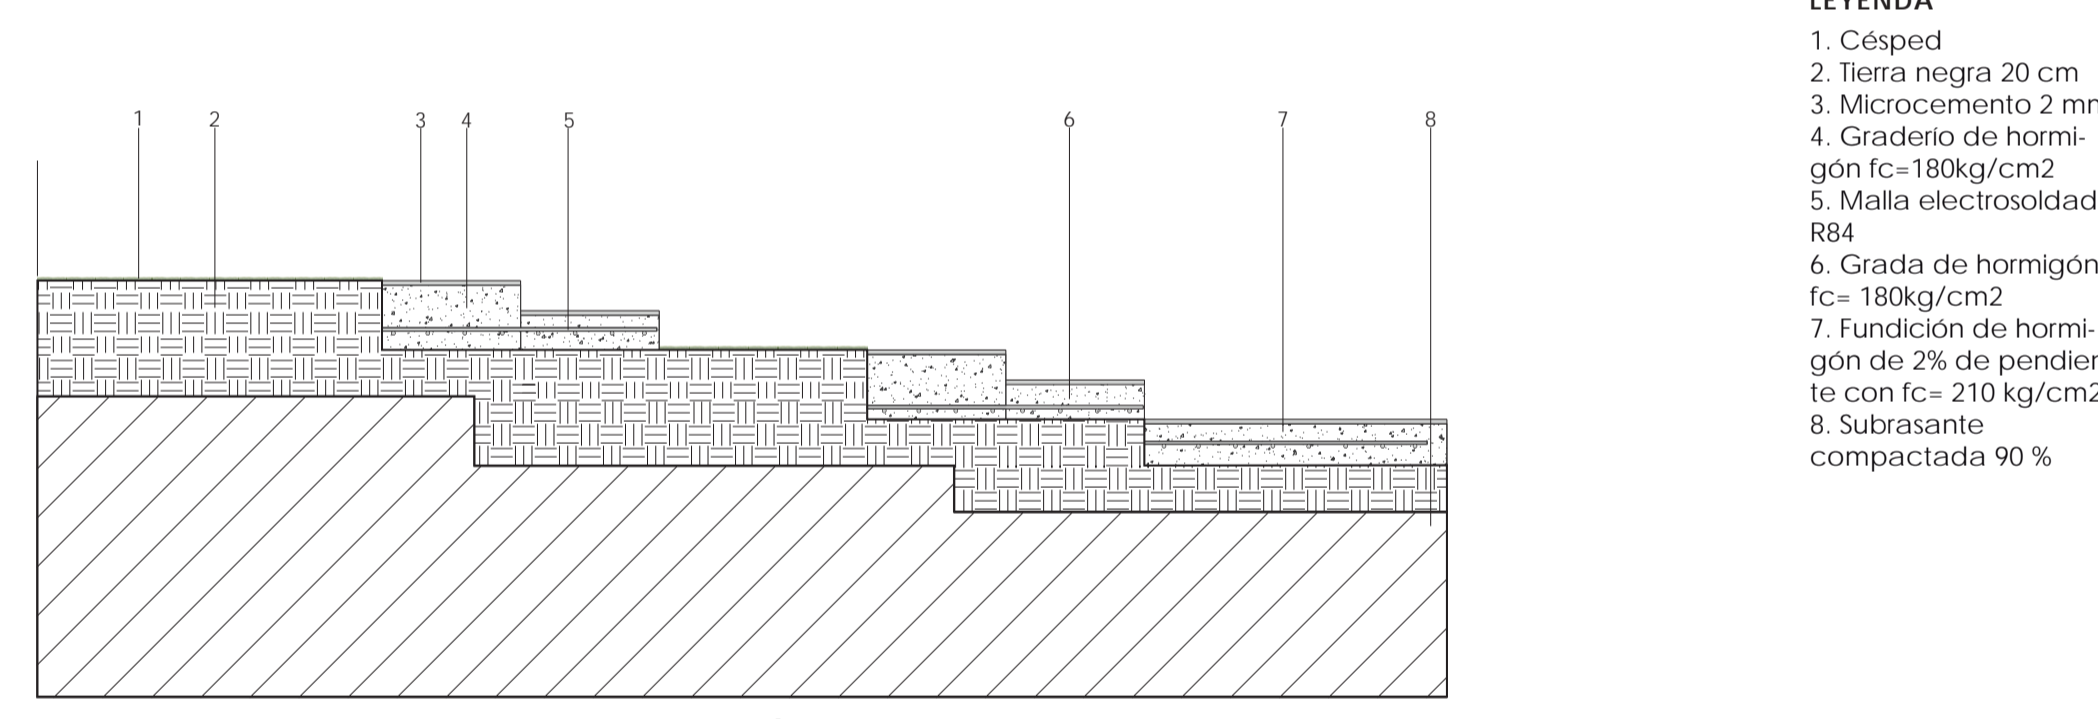 LEYENDA
1 2 3 4 5 6 7 8
1. Césped
2. Tierra negra 20 cm
3. Microcemento 2 m
4. Graderío de hormi-
gón fc=180kg/cm2
5. Malla electrosoldad
R84
6. Grada de hormigón
fc= 180kg/cm2
7. Fundición de hormi-
gón de 2% de pendien
te con fc= 210 kg/cm2
8. Subrasante
compactada 90 %